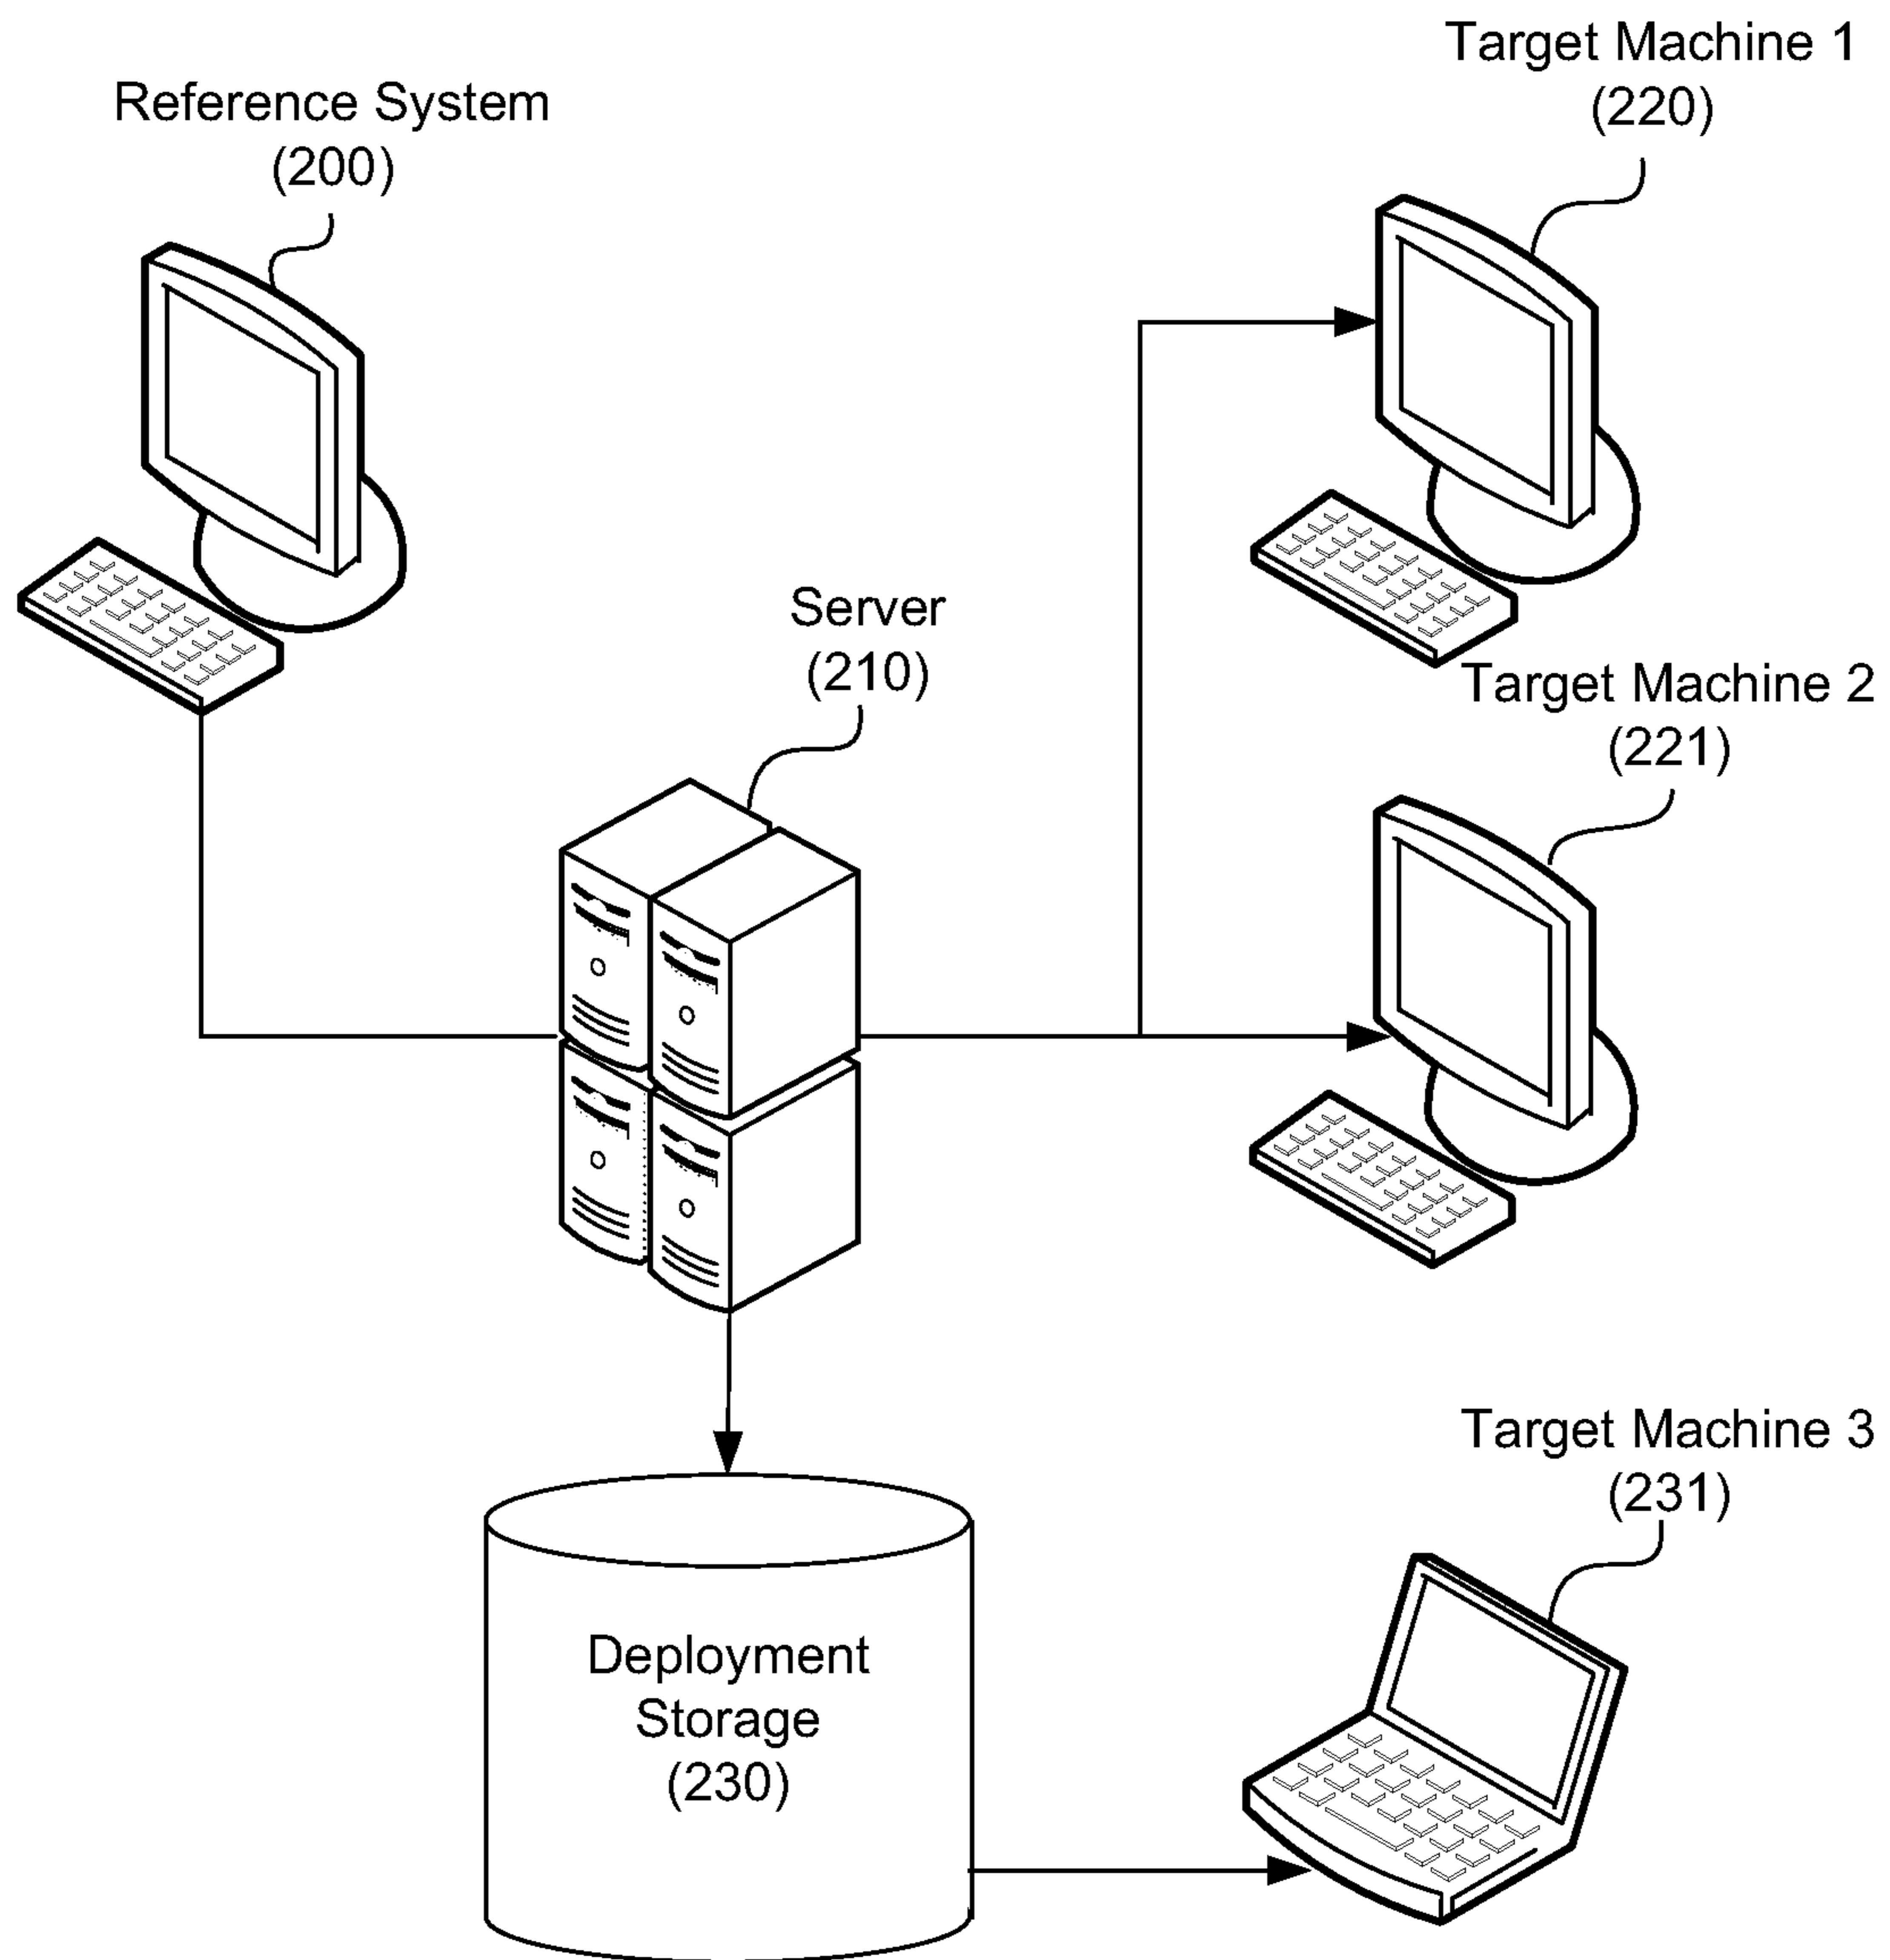 Target Machine 1
(220)
Reference System
(200)
Server
(210)
Target Machine 2
(221)
Target Machine 3
(231)
Deployment
Storage
(230)